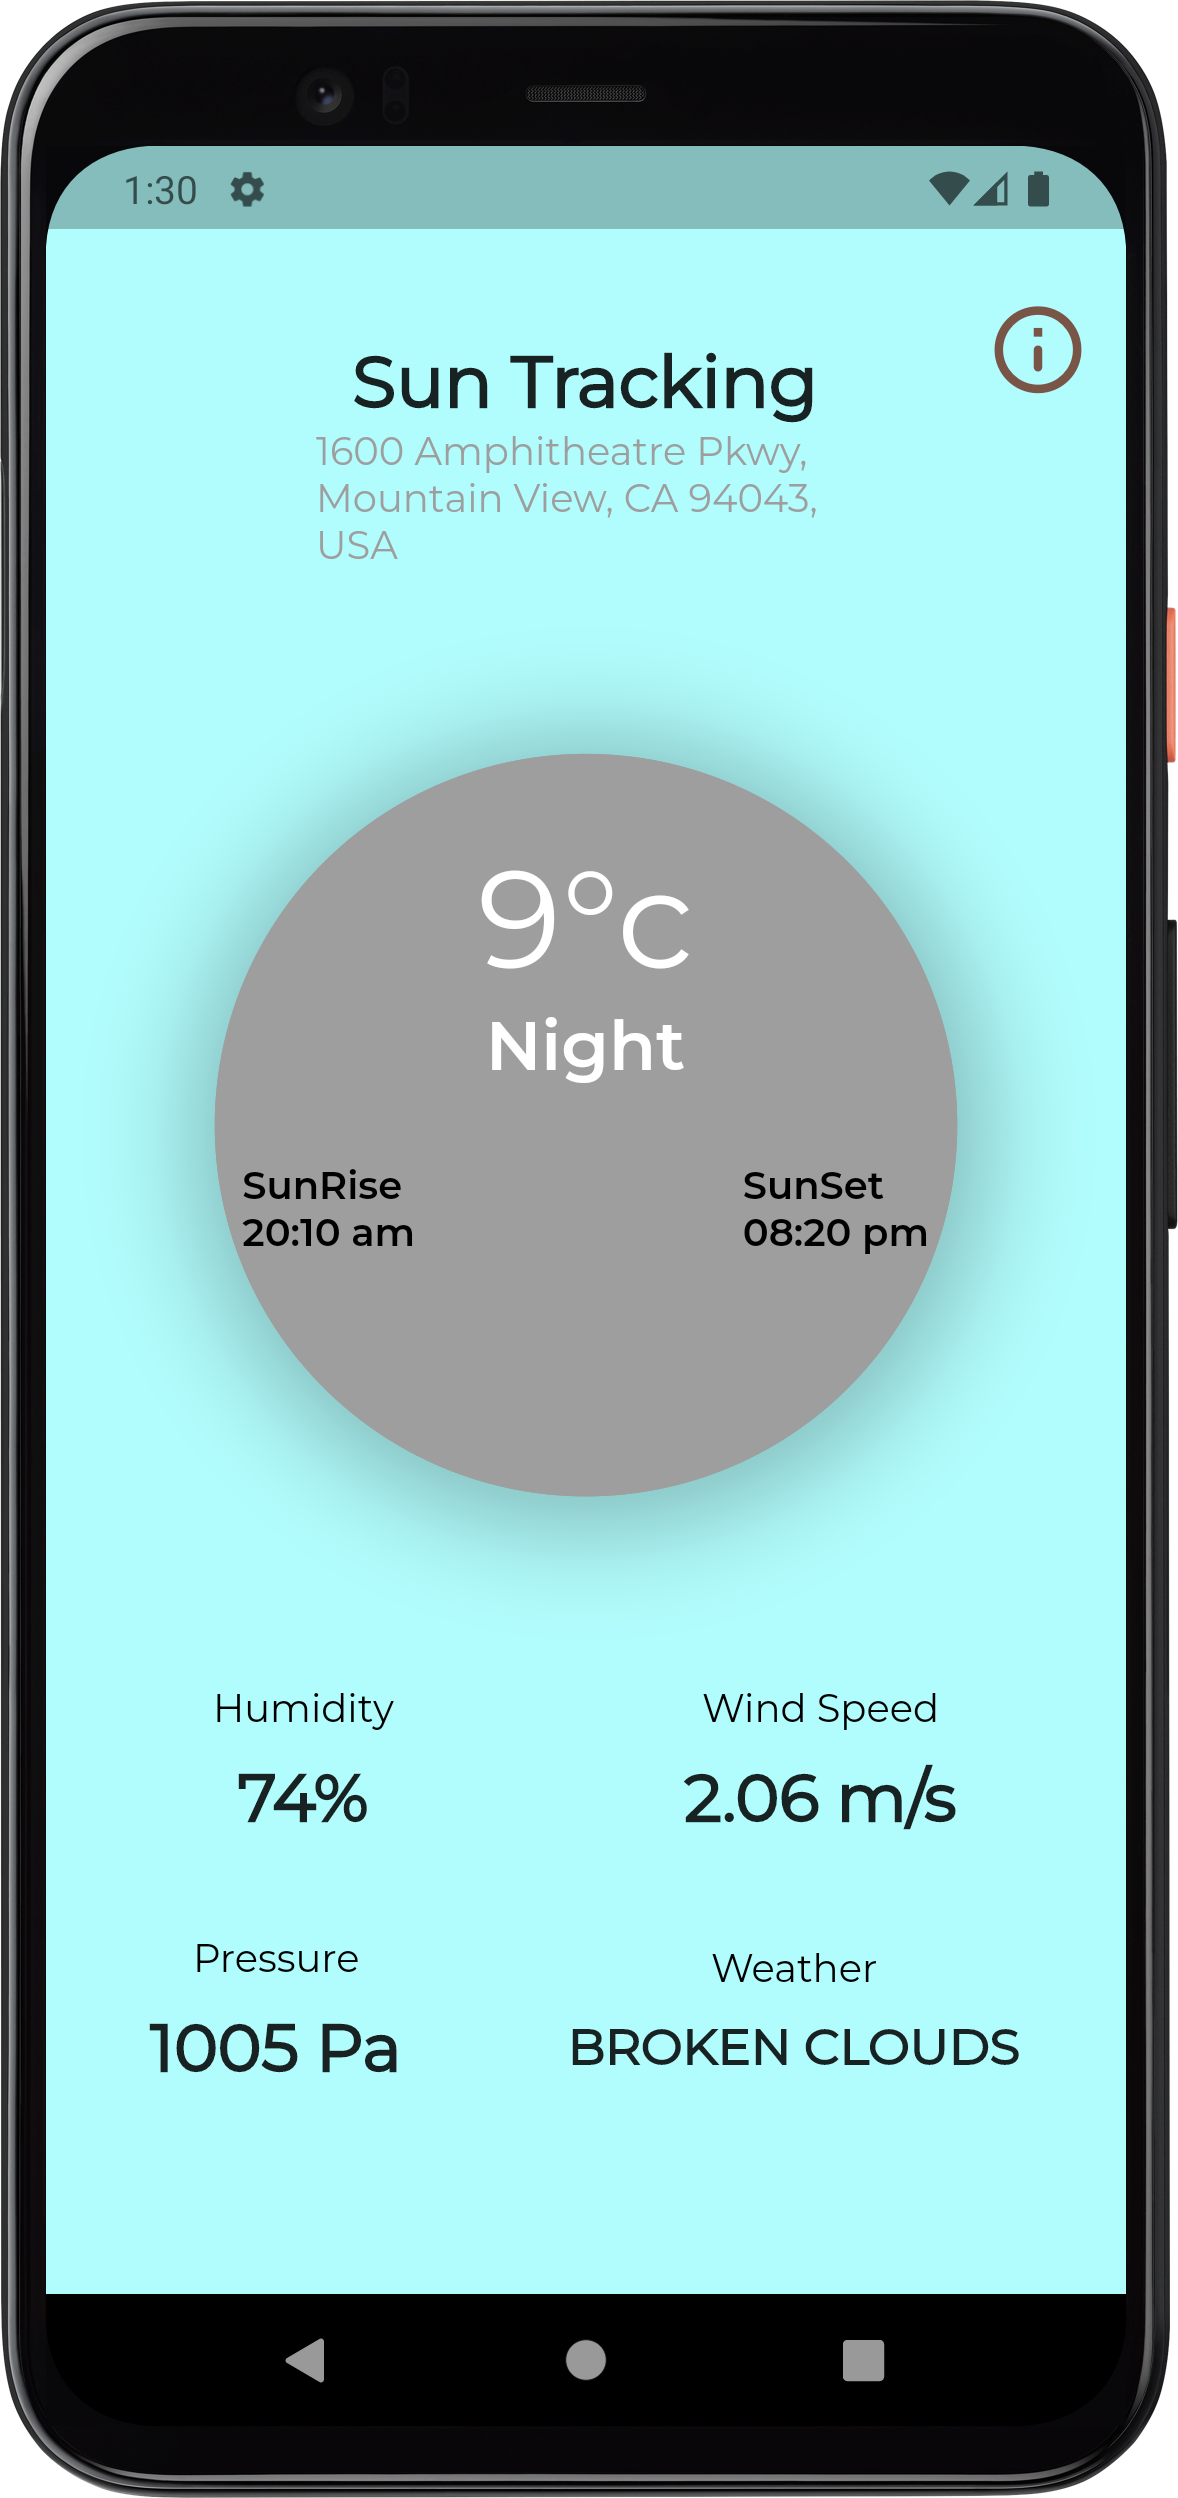 1:30
Sun Tracking
1600 Amphitheatre Pkwy,
Mountain View, CA 94043,
USA
9°c
Night
SunRise
20:10 am
SunSet
08:20 pm
Humidity
74%
Wind Speed
2.06 m/s
Pressure
1005 Pa
Weather
BROKEN CLOUDS